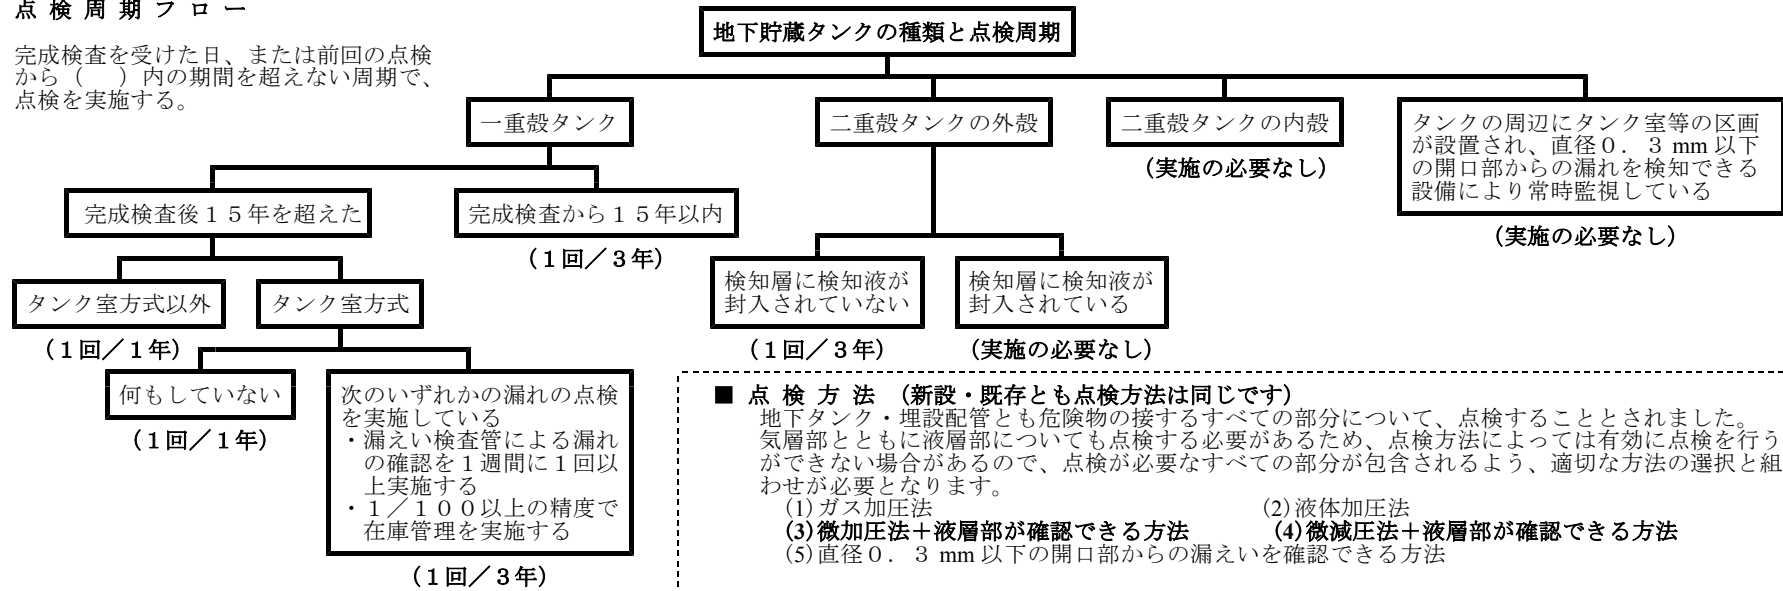 点検周期フロー
完成検査を受けた日、または前回の点検
から（　）内の期間を超えない周期で、
点検を実施する。
地下貯蔵タンクの種類と点検周期
一重殻タンク
二重殻タンクの外殻
二重殻タンクの内殻
（実施の必要なし）
タンクの周辺にタンク室等の区画
が設置され、直径０．３mm以下
の開口部からの漏れを検知できる
設備により常時監視している
（実施の必要なし）
完成検査後１５年を超えた
完成検査から１５年以内
（１回／３年）
タンク室方式以外
（１回／１年）
タンク室方式
検知層に検知液が
封入されていない
（１回／３年）
検知層に検知液が
封入されている
（実施の必要なし）
何もしていない
（１回／１年）
次のいずれかの漏れの点検
を実施している
・漏えい検査管による漏れ
の確認を１週間に１回以
上実施する
・１／１００以上の精度で
在庫管理を実施する
（１回／３年）
■ 点検方法（新設・既存とも点検方法は同じです）
地下タンク・埋設配管とも危険物の接するすべての部分について、点検することとされました。
気層部とともに液層部についても点検する必要があるため、点検方法によっては有効に点検を行う
ができない場合があるので、点検が必要なすべての部分が包含されるよう、適切な方法の選択と組
わせが必要となります。
(1)ガス加圧法　(2)液体加圧法
(3)微加圧法＋液層部が確認できる方法　(4)微減圧法＋液層部が確認できる方法
(5)直径０．３mm以下の開口部からの漏えいを確認できる方法